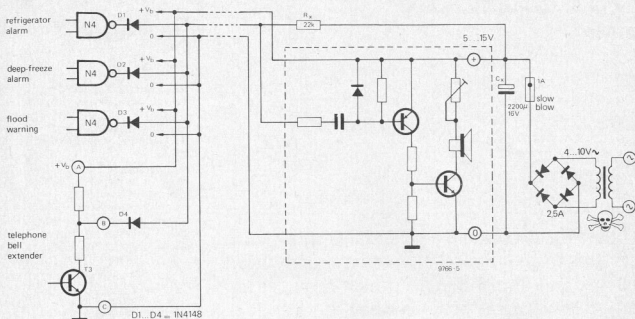 refrigerator
alarm
N4
D1
+ Vb
0
deep-freeze
alarm
N4
D2
+ Vb
0
flood
warning
N4
D3
+ Vb
0
+ Vb
A
B
D4
telephone
bell
extender
T3
C
D1...D4 = 1N4148
Rx
22k
5 ... 15V
+
Cx
2200µ
16V
1A
slow
blow
4...10V~
2,5A
0
9766 - 5